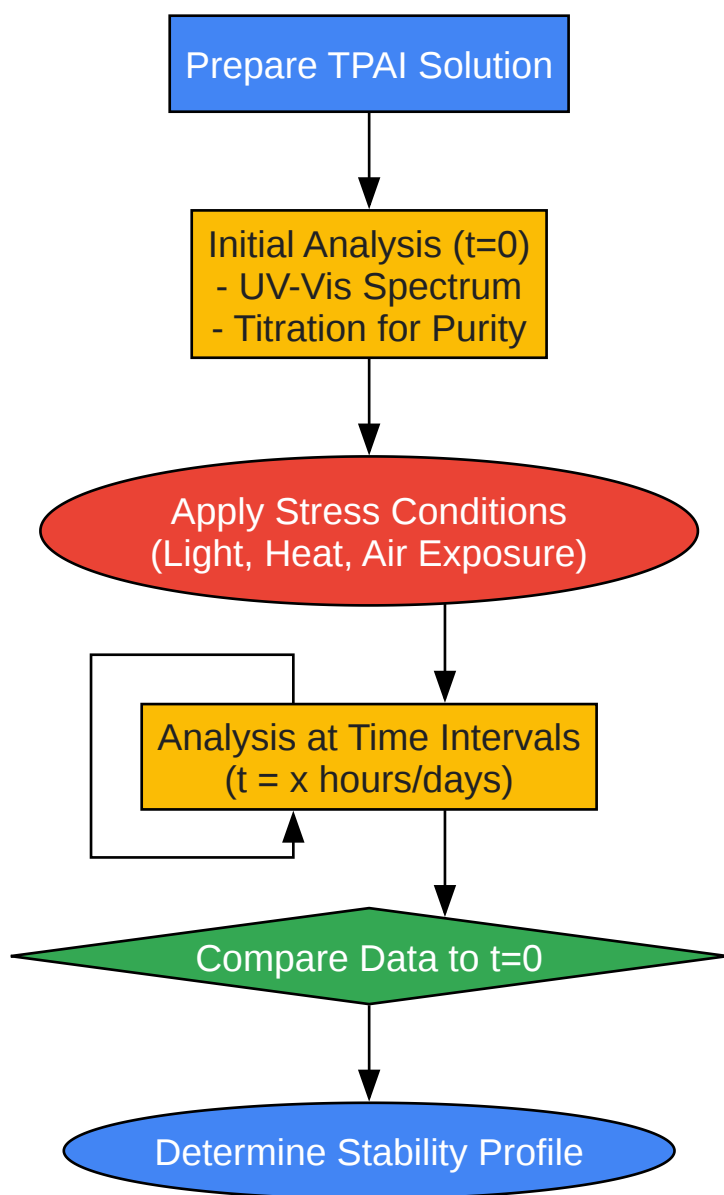 Prepare TPAI Solution
Initial Analysis (t=0)
- UV-Vis Spectrum
- Titration for Purity
Apply Stress Conditions
(Light, Heat, Air Exposure)
Analysis at Time Intervals
(t = x hours/days)
Compare Data to t=0
Determine Stability Profile